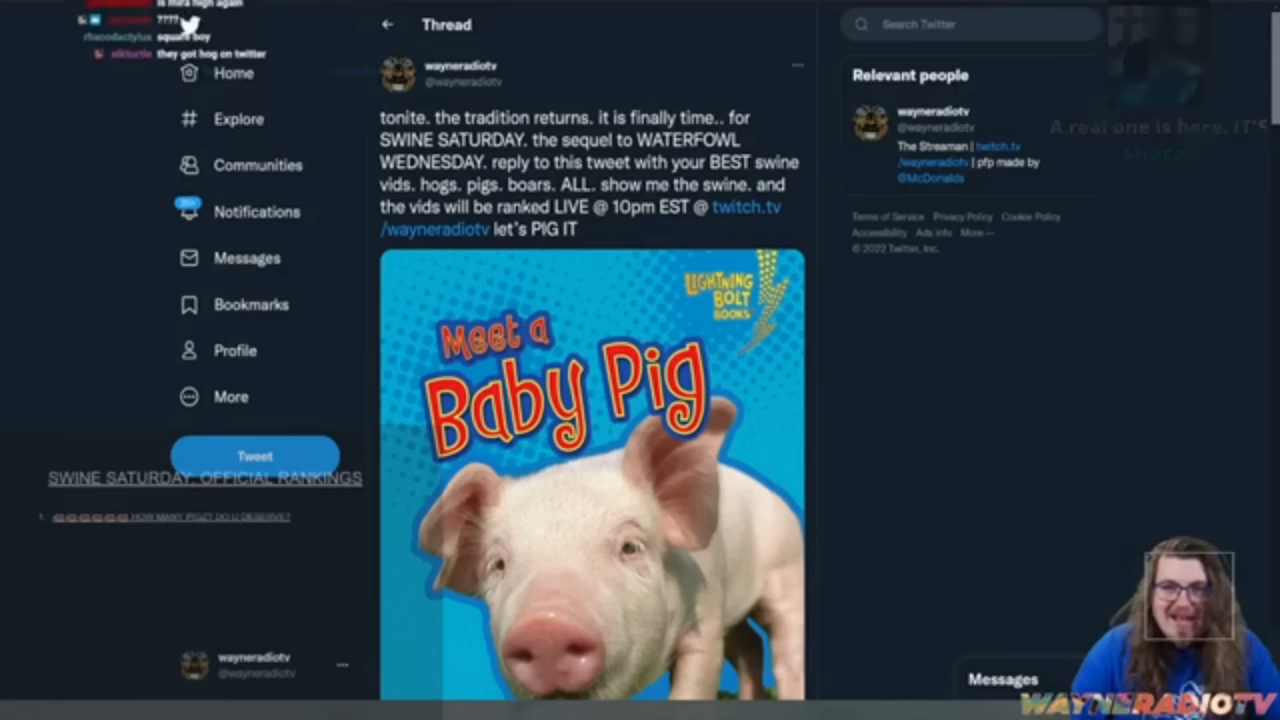 is mira high again
????
rhacodactylus square boy
elkturtle they got hog on twitter
Home
Explore
Communities
Notifications
Messages
Bookmarks
Profile
More
Tweet
SWINE SATURDAY: OFFICIAL RANKINGS
1. HOW MANY PIGZ? DO U DESERVE?
wayneradiotv
@wayneradiotv
Thread
wayneradiotv
@wayneradiotv
tonite. the tradition returns. it is finally time.. for
SWINE SATURDAY. the sequel to WATERFOWL
WEDNESDAY. reply to this tweet with your BEST swine
vids. hogs. pigs. boars. ALL. show me the swine. and
the vids will be ranked LIVE @ 10pm EST @ twitch.tv
/wayneradiotv let's PIG IT
LIGHTNING
BOLT
BOOKS
Meet a
Baby Pig
Search Twitter
Relevant people
wayneradiotv
@wayneradiotv
The Streaman | twitch.tv
/wayneradiotv | pfp made by
@McDonalds
Terms of Service Privacy Policy Cookie Policy
Accessibility Ads info More
© 2022 Twitter, Inc.
A real one is here. IT'S
Messages
WAYNERADIOTV